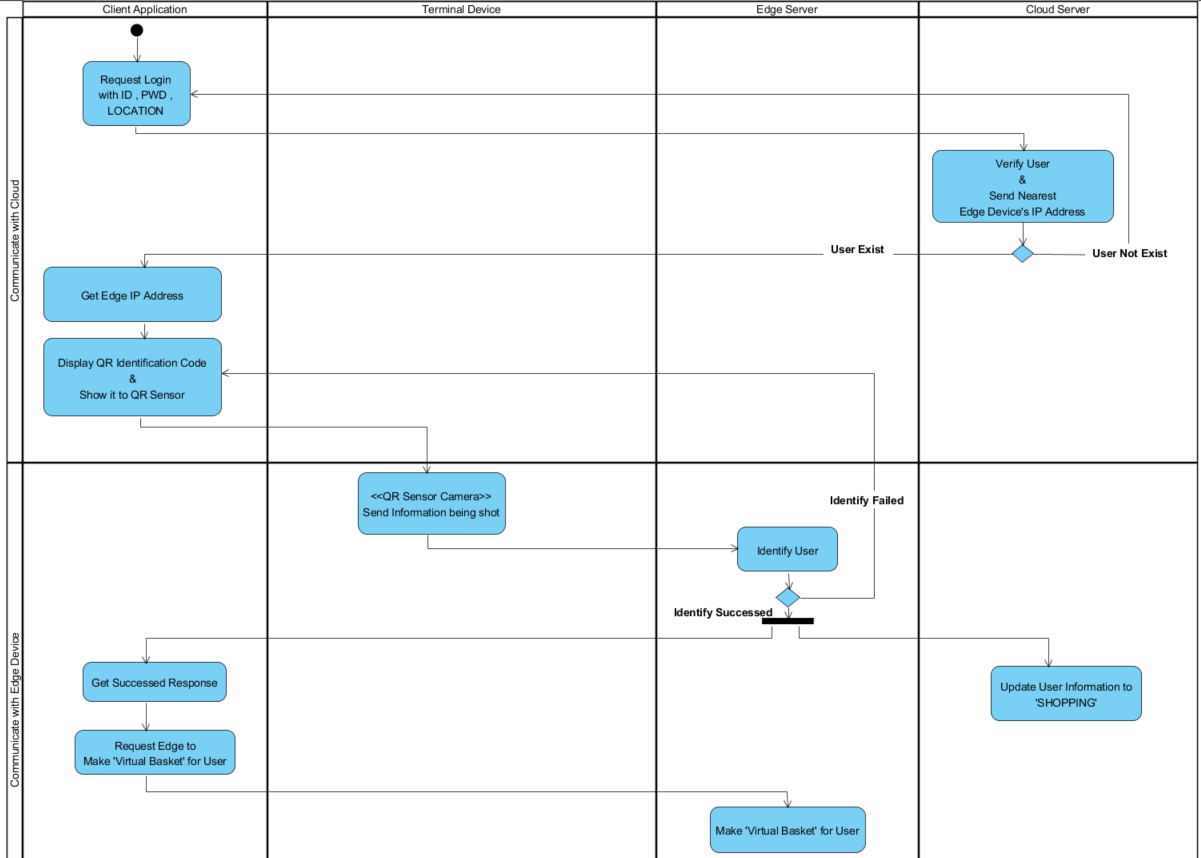 Client Application
Terminal Device
Edge Server
Cloud Server
Communicate with Cloud
Request Login
with ID , PWD ,
LOCATION
Verify User
&
Send Nearest
Edge Device's IP Address
User Exist
User Not Exist
Get Edge IP Address
Display QR Identification Code
&
Show it to QR Sensor
Communicate with Edge Device
<<QR Sensor Camera>>
Send Information being shot
Identify Failed
Identify User
Identify Successed
Get Successed Response
Update User Information to
'SHOPPING'
Request Edge to
Make 'Virtual Basket' for User
Make 'Virtual Basket' for User